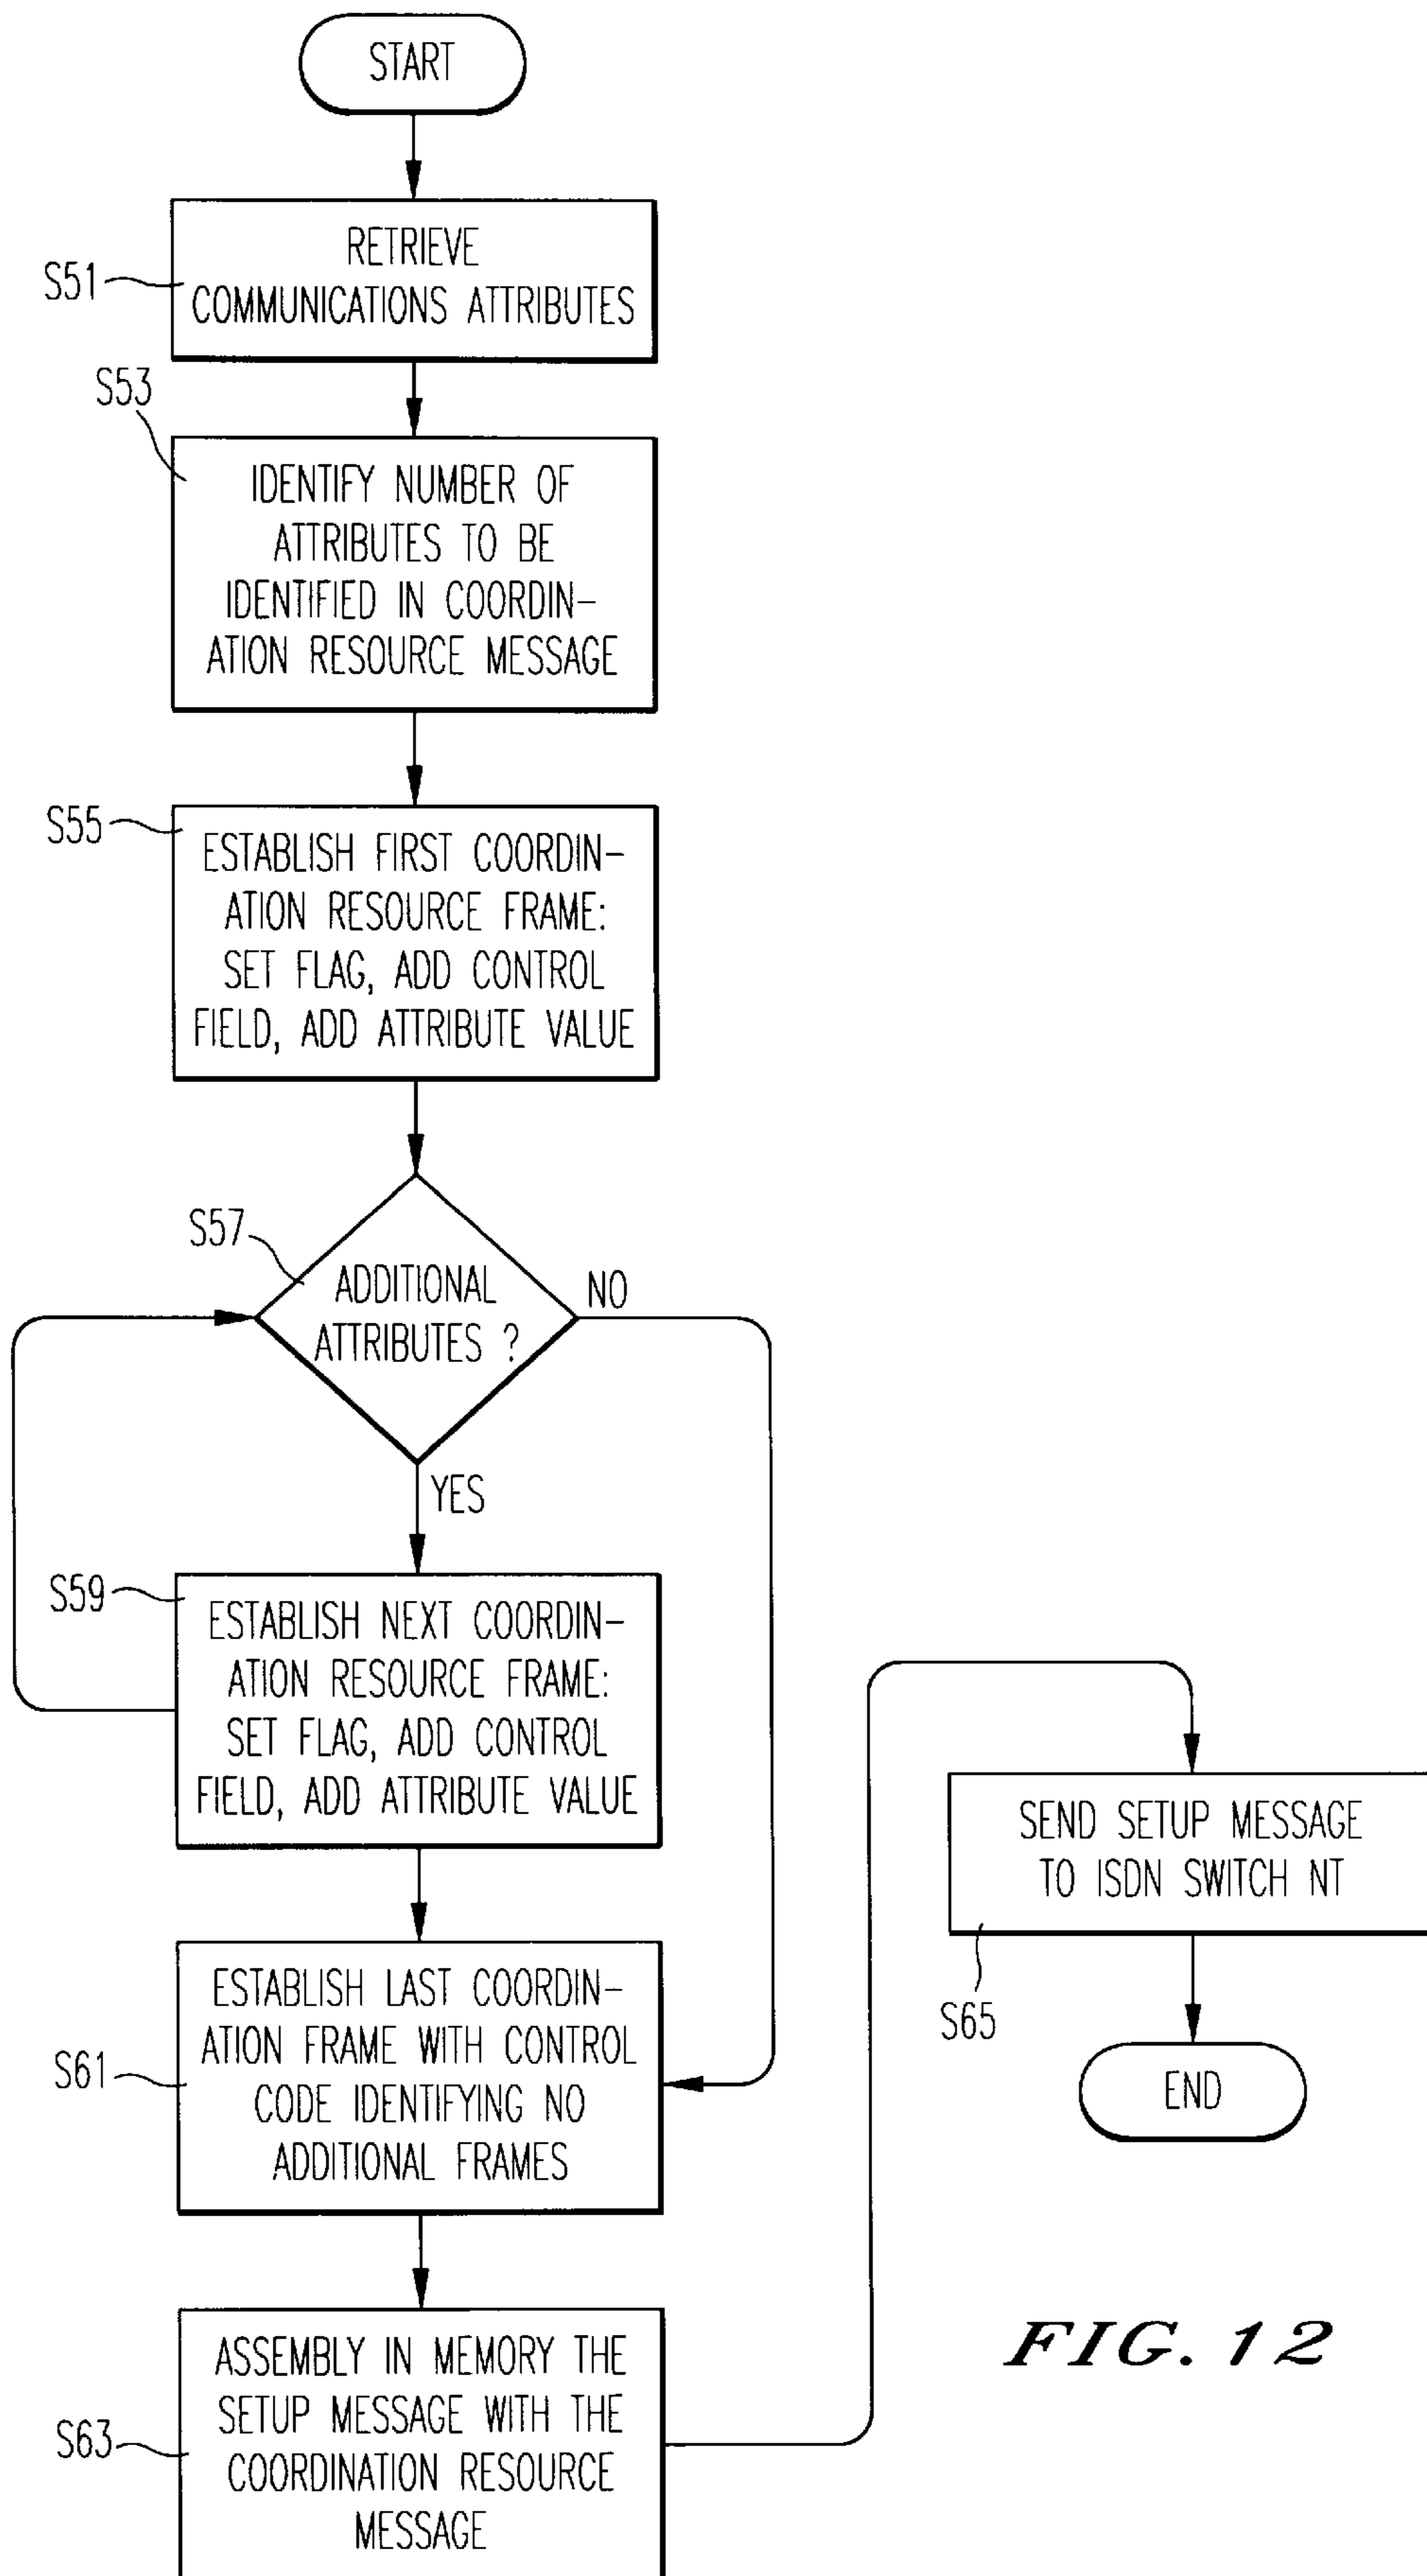 START
S51
RETRIEVE
COMMUNICATIONS ATTRIBUTES
S53
IDENTIFY NUMBER OF
ATTRIBUTES TO BE
IDENTIFIED IN COORDIN-
ATION RESOURCE MESSAGE
S55
ESTABLISH FIRST COORDIN-
ATION RESOURCE FRAME:
SET FLAG, ADD CONTROL
FIELD, ADD ATTRIBUTE VALUE
S57
ADDITIONAL
ATTRIBUTES ?
NO
YES
S59
ESTABLISH NEXT COORDIN-
ATION RESOURCE FRAME:
SET FLAG, ADD CONTROL
FIELD, ADD ATTRIBUTE VALUE
S61
ESTABLISH LAST COORDIN-
ATION FRAME WITH CONTROL
CODE IDENTIFYING NO
ADDITIONAL FRAMES
S63
ASSEMBLY IN MEMORY THE
SETUP MESSAGE WITH THE
COORDINATION RESOURCE
MESSAGE
SEND SETUP MESSAGE
TO ISDN SWITCH NT
S65
END
FIG. 12